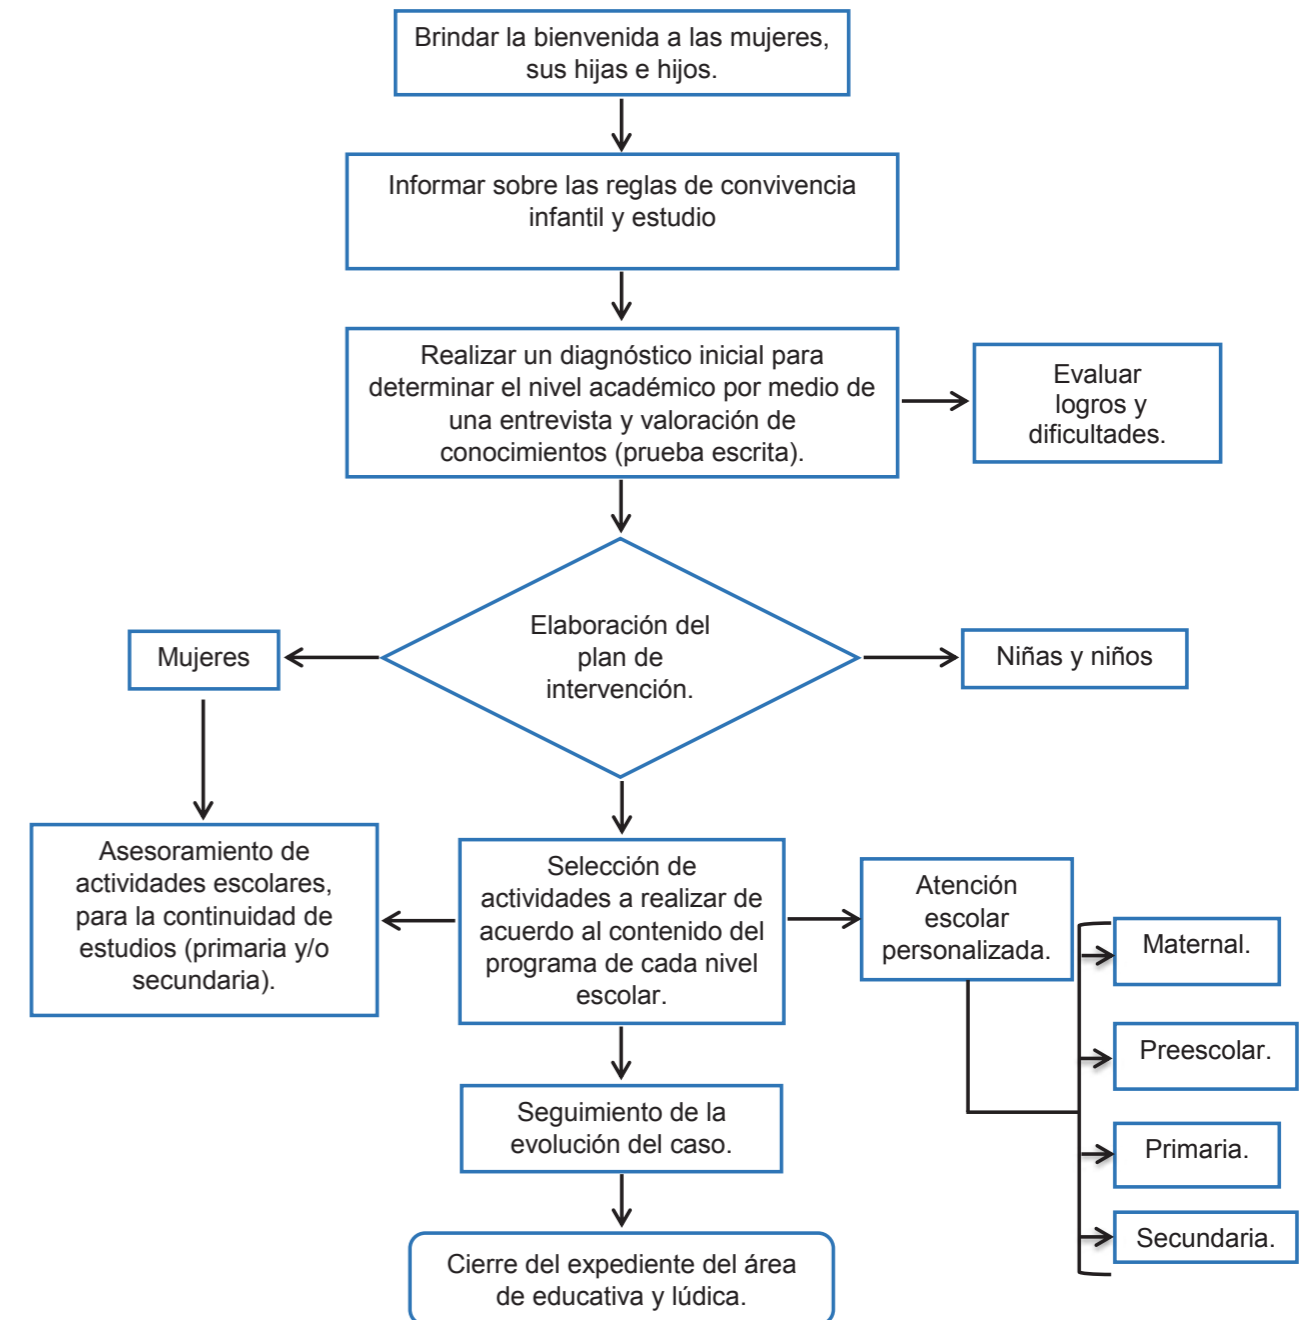 Brindar la bienvenida a las mujeres,
sus hijas e hijos.
Informar sobre las reglas de convivencia
infantil y estudio
Realizar un diagnóstico inicial para
determinar el nivel académico por medio de
una entrevista y valoración de
conocimientos (prueba escrita).
Evaluar
logros y
dificultades.
Elaboración del
plan de
intervención.
Mujeres
Niñas y niños
Asesoramiento de
actividades escolares,
para la continuidad de
estudios (primaria y/o
secundaria).
Selección de
actividades a realizar de
acuerdo al contenido del
programa de cada nivel
escolar.
Atención
escolar
personalizada.
Maternal.
Preescolar.
Primaria.
Secundaria.
Seguimiento de la
evolución del caso.
Cierre del expediente del área
de educativa y lúdica.